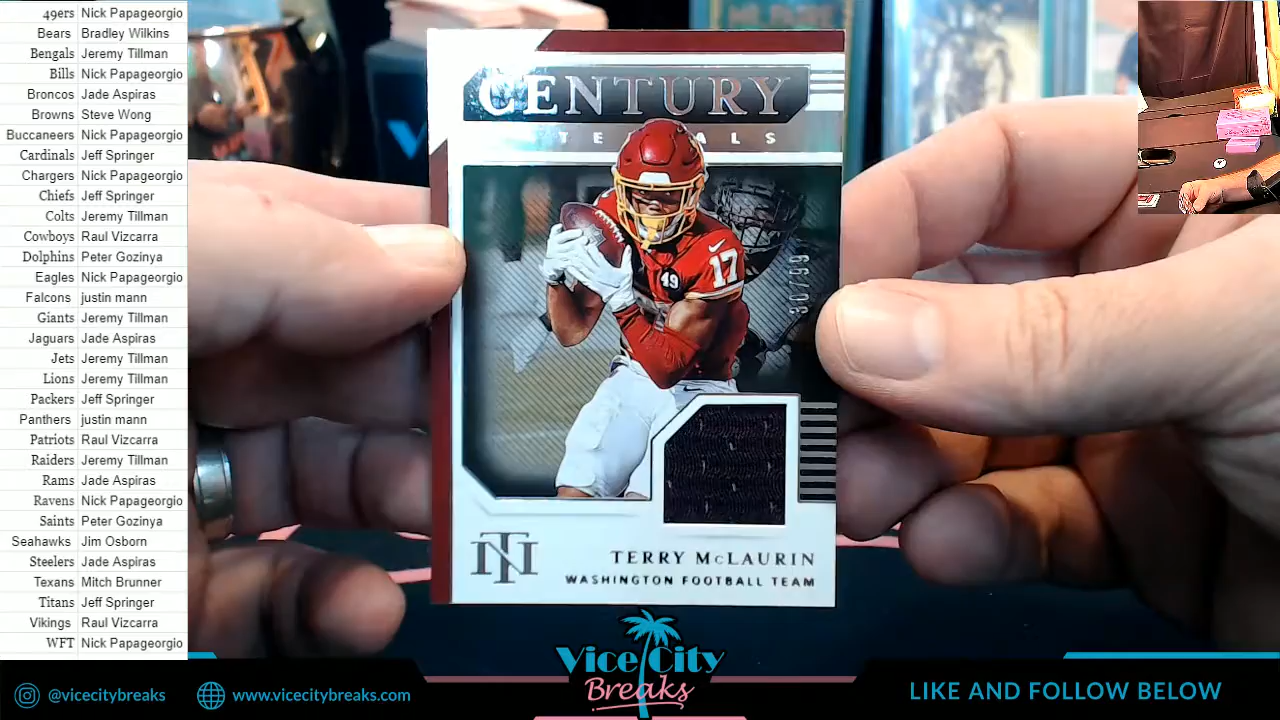 49ers Nick Papageorgio
Bears Bradley Wilkins
Bengals Jeremy Tillman
Bills Nick Papageorgio
Broncos Jade Aspiras
Browns Steve Wong
Buccaneers Nick Papageorgio
Cardinals Jeff Springer
Chargers Nick Papageorgio
Chiefs Jeff Springer
Colts Jeremy Tillman
Cowboys Raul Vizcarra
Dolphins Peter Gozinya
Eagles Nick Papageorgio
Falcons justin mann
Giants Jeremy Tillman
Jaguars Jade Aspiras
Jets Jeremy Tillman
Lions Jeremy Tillman
Packers Jeff Springer
Panthers justin mann
Patriots Raul Vizcarra
Raiders Jeremy Tillman
Rams Jade Aspiras
Ravens Nick Papageorgio
Saints Peter Gozinya
Seahawks Jim Osborn
Steelers Jade Aspiras
Texans Mitch Brunner
Titans Jeff Springer
Vikings Raul Vizcarra
WFT Nick Papageorgio
CENTURY
17
49
30/99
NT
TERRY McLAURIN
WASHINGTON FOOTBALL TEAM
@vicecitybreaks
www.vicecitybreaks.com
Vice City
Breaks
LIKE AND FOLLOW BELOW